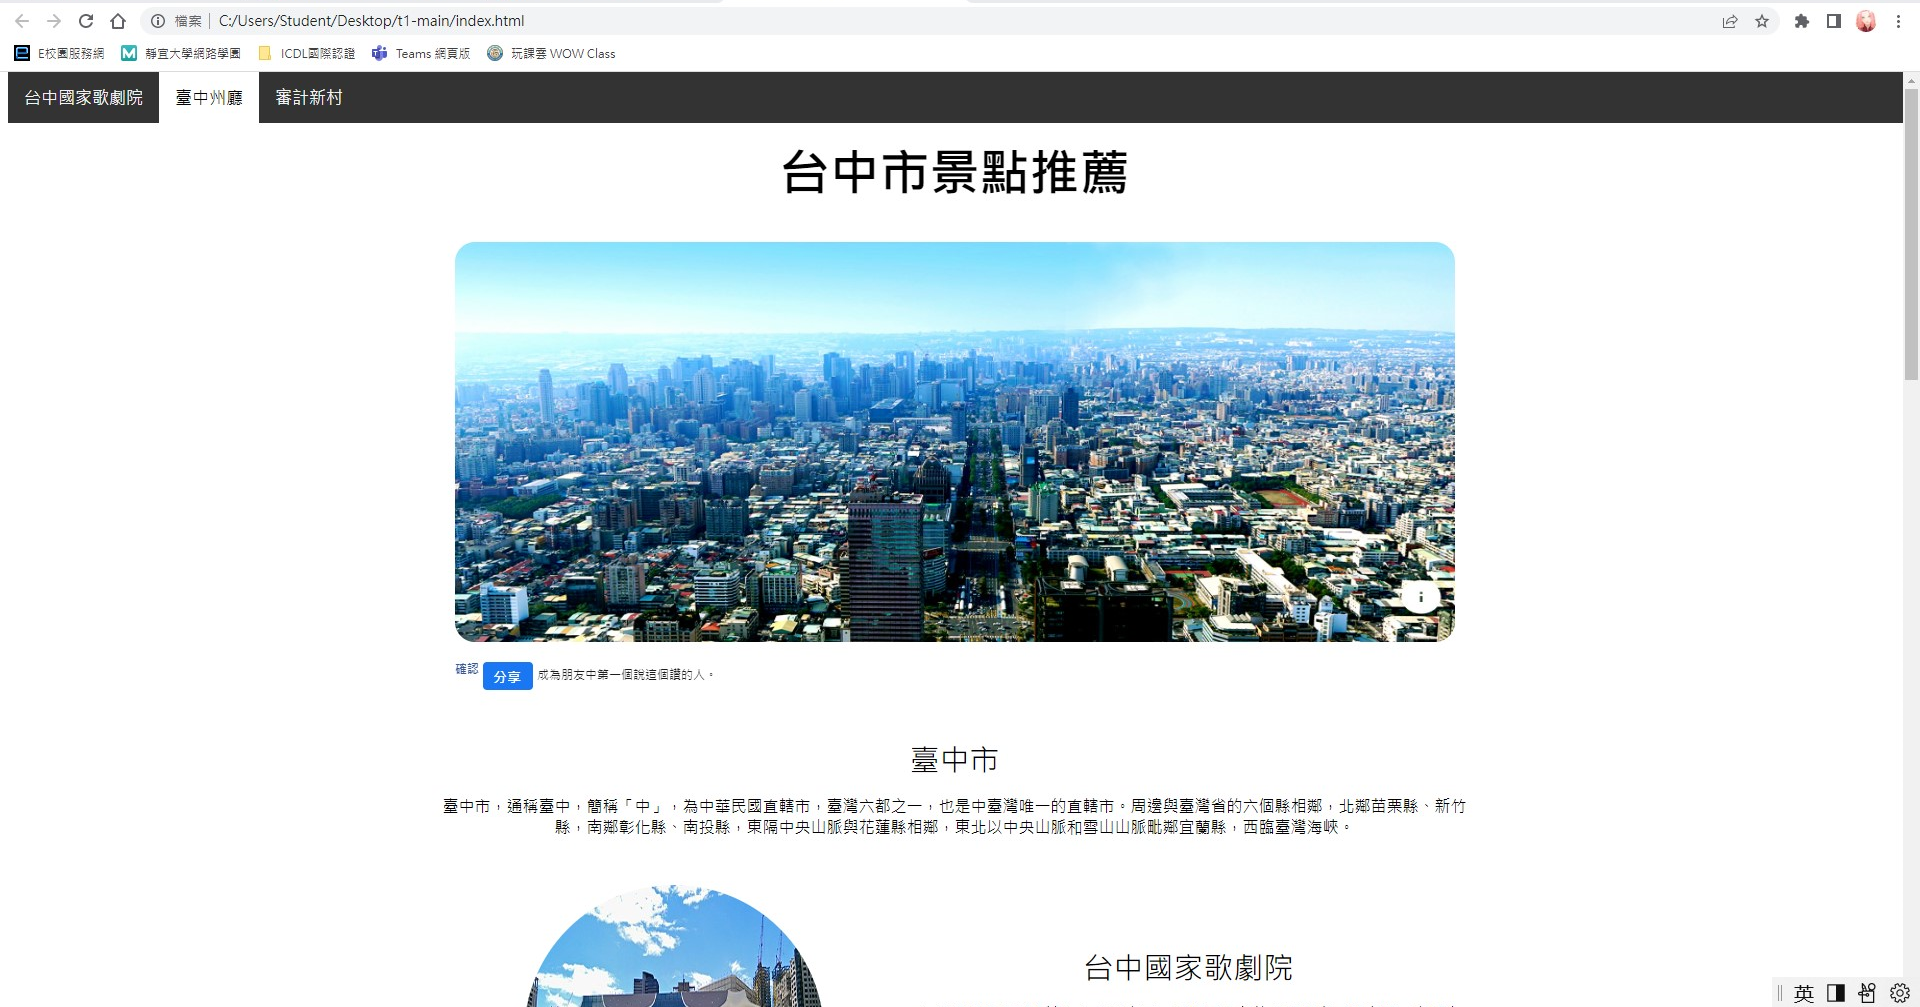 檔案 | C:/Users/Student/Desktop/t1-main/index.html
E校園服務網 靜宜大學網路學園 ICDL國際認證 Teams 網頁版 玩課雲 WOW Class
台中國家歌劇院 臺中州廳 審計新村
台中市景點推薦
i
確認 分享 成為朋友中第一個說這個讚的人。
臺中市
臺中市，通稱臺中，簡稱「中」，為中華民國直轄市，臺灣六都之一，也是中臺灣唯一的直轄市。周邊與臺灣省的六個縣相鄰，北鄰苗栗縣、新竹
縣，南鄰彰化縣、南投縣，東隔中央山脈與花蓮縣相鄰，東北以中央山脈和雪山山脈毗鄰宜蘭縣，西臨臺灣海峽。
台中國家歌劇院
英